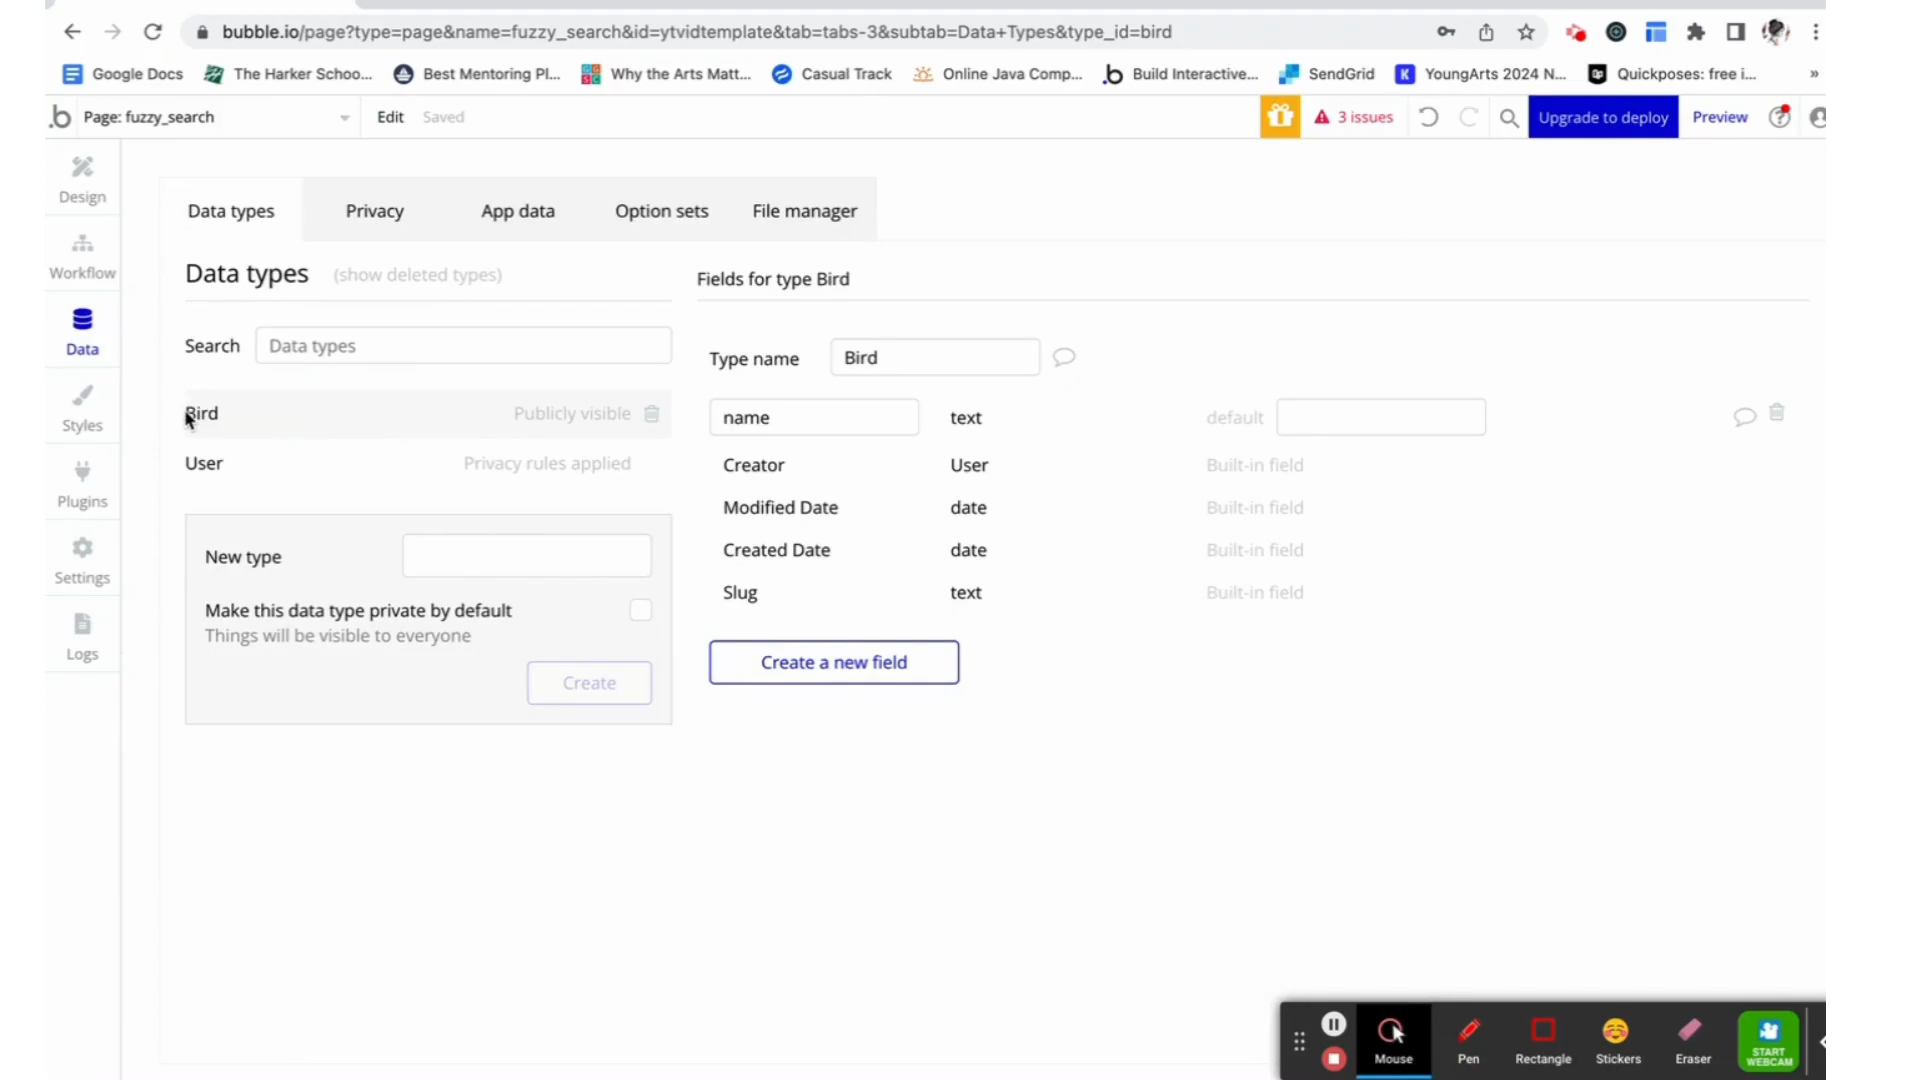 bubble.io/page?type=page&name=fuzzy_search&id=ytvidtemplate&tab=tabs-3&subtab=Data+Types&type_id=bird
Google Docs The Harker Schoo... Best Mentoring Pl... Why the Arts Matt... Casual Track Online Java Comp... Build Interactive... SendGrid YoungArts 2024 N... Quickposes: free i... »
Page: fuzzy_search Edit Saved 3 issues Upgrade to deploy Preview
Design
Workflow
Data
Styles
Plugins
Settings
Logs
Data types Privacy App data Option sets File manager
Data types (show deleted types)
Search Data types
Bird Publicly visible
User Privacy rules applied
New type
Make this data type private by default
Things will be visible to everyone
Create
Fields for type Bird
Type name Bird
name text default
Creator User Built-in field
Modified Date date Built-in field
Created Date date Built-in field
Slug text Built-in field
Create a new field
Mouse Pen Rectangle Stickers Eraser START
WEBCAM